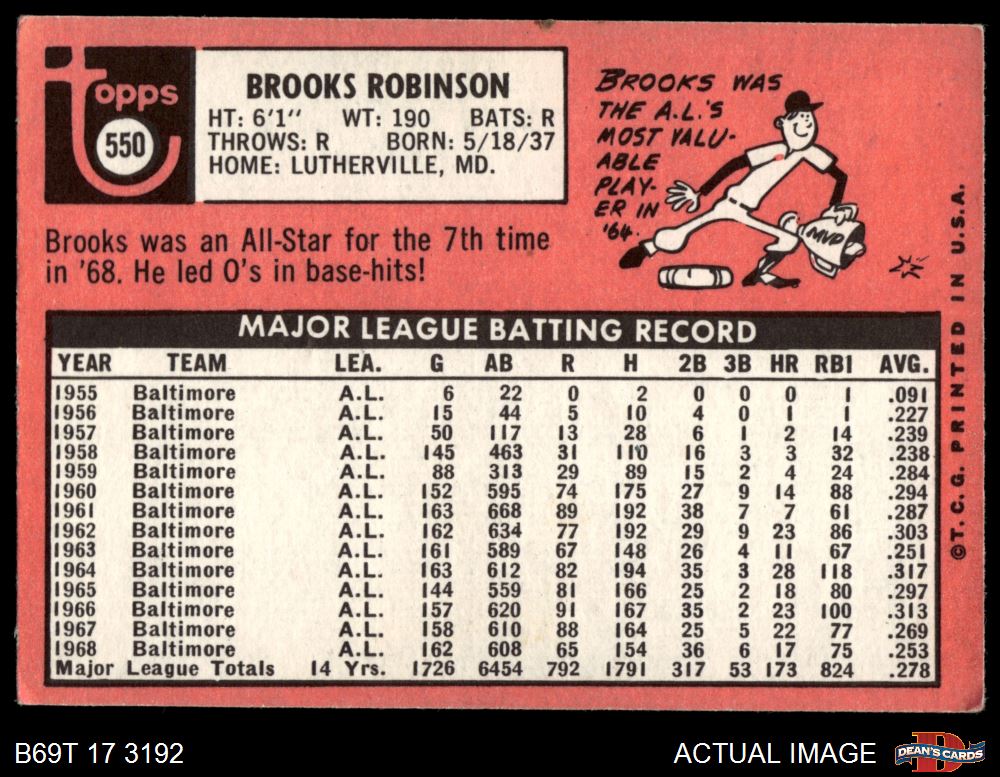 topps
550
BROOKS ROBINSON
HT: 6'1" WT: 190 BATS: R
THROWS: R BORN: 5/18/37
HOME: LUTHERVILLE, MD.
BROOKS WAS
THE A.L.'S
MOST VALU-
ABLE
PLAY-
ER IN
'64.
MVP
Brooks was an All-Star for the 7th time
in '68. He led O's in base-hits!
MAJOR LEAGUE BATTING RECORD
YEAR TEAM LEA. G AB R H 2B 3B HR RBI AVG.
1955 Baltimore A.L. 6 22 0 2 0 0 0 1 .091
1956 Baltimore A.L. 15 44 5 10 4 0 1 1 .227
1957 Baltimore A.L. 50 117 13 28 6 1 2 14 .239
1958 Baltimore A.L. 145 463 31 110 16 3 3 32 .238
1959 Baltimore A.L. 88 313 29 89 15 2 4 24 .284
1960 Baltimore A.L. 152 595 74 175 27 9 14 88 .294
1961 Baltimore A.L. 163 668 89 192 38 7 7 61 .287
1962 Baltimore A.L. 162 634 77 192 29 9 23 86 .303
1963 Baltimore A.L. 161 589 67 148 26 4 11 67 .251
1964 Baltimore A.L. 163 612 82 194 35 3 28 118 .317
1965 Baltimore A.L. 144 559 81 166 25 2 18 80 .297
1966 Baltimore A.L. 157 620 91 167 35 2 23 100 .313
1967 Baltimore A.L. 158 610 88 164 25 5 22 77 .269
1968 Baltimore A.L. 162 608 65 154 36 6 17 75 .253
Major League Totals 14 Yrs. 1726 6454 792 1791 317 53 173 824 .278
©T.C.G. PRINTED IN U.S.A.
B69T 17 3192
ACTUAL IMAGE
D
DEAN'S CARDS